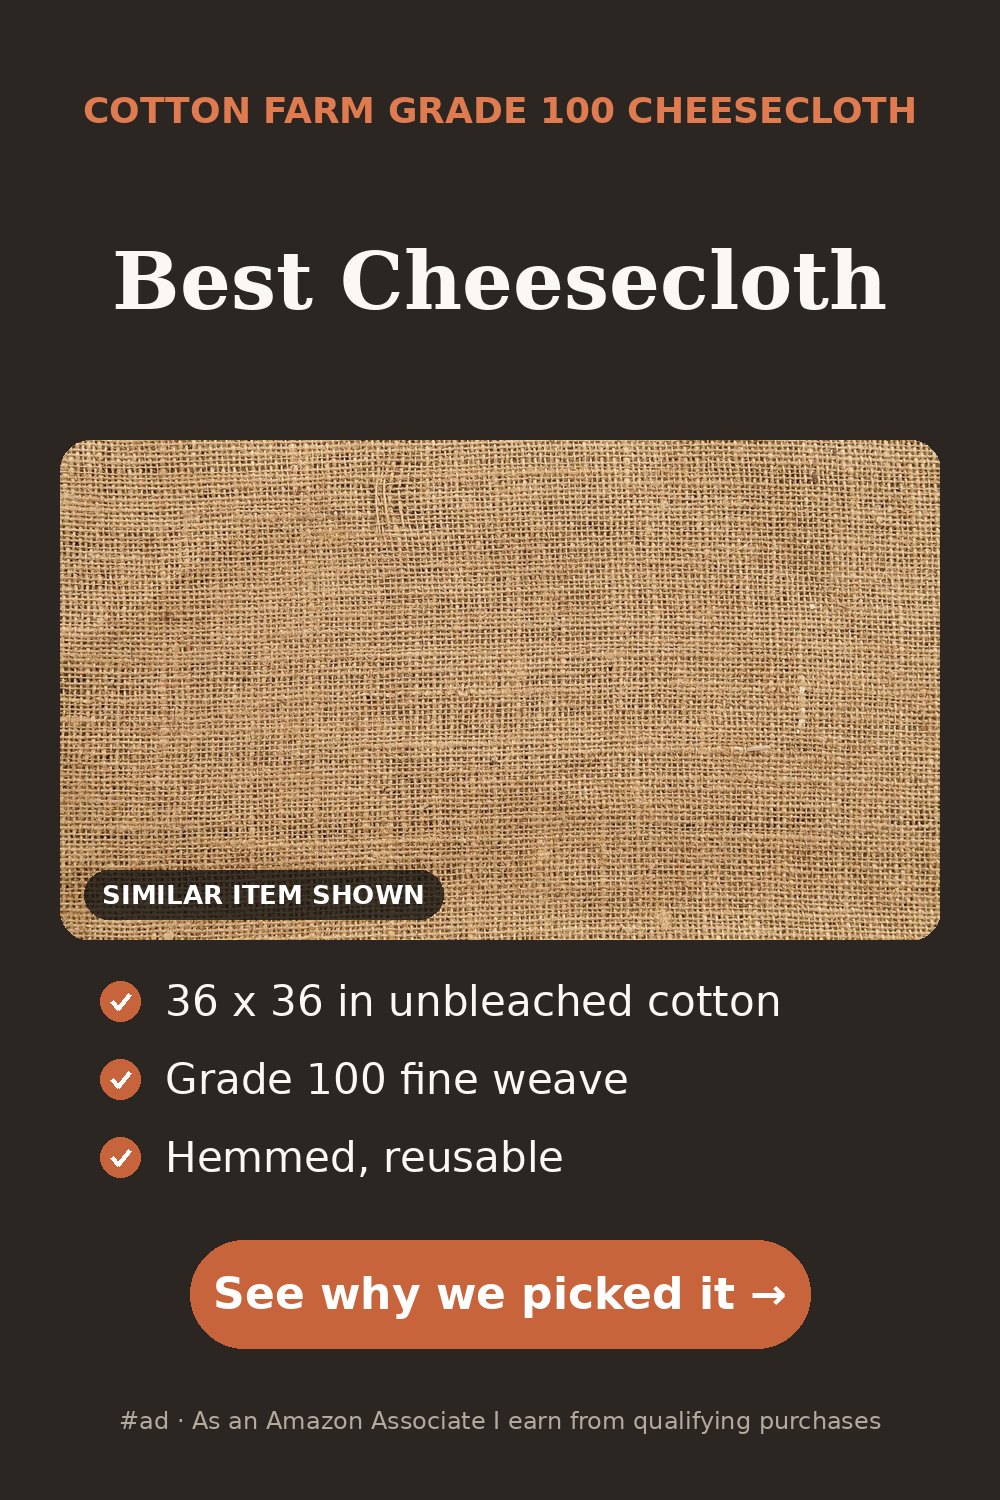 COTTON FARM GRADE 100 CHEESECLOTH
Best Cheesecloth
SIMILAR ITEM SHOWN
36 x 36 in unbleached cotton
Grade 100 fine weave
Hemmed, reusable
See why we picked it →
#ad · As an Amazon Associate I earn from qualifying purchases